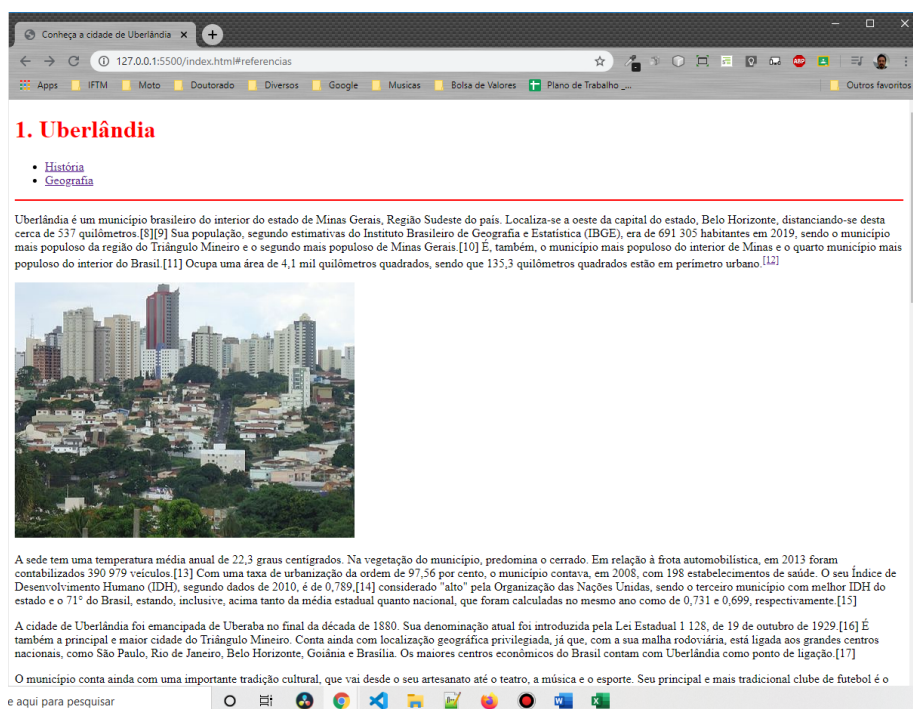 Conheça a cidade de Uberlândia
127.0.0.1:5500/index.html#referencias
Apps IFTM Moto Doutorado Diversos Google Musicas Bolsa de Valores Plano de Trabalho _... Outros favoritos
1. Uberlândia
História
Geografia
Uberlândia é um município brasileiro do interior do estado de Minas Gerais, Região Sudeste do país. Localiza-se a oeste da capital do estado, Belo Horizonte, distanciando-se desta
cerca de 537 quilômetros.[8][9] Sua população, segundo estimativas do Instituto Brasileiro de Geografia e Estatística (IBGE), era de 691 305 habitantes em 2019, sendo o município
mais populoso da região do Triângulo Mineiro e o segundo mais populoso de Minas Gerais.[10] É, também, o município mais populoso do interior de Minas e o quarto município mais
populoso do interior do Brasil.[11] Ocupa uma área de 4,1 mil quilômetros quadrados, sendo que 135,3 quilômetros quadrados estão em perímetro urbano.[12]
A sede tem uma temperatura média anual de 22,3 graus centígrados. Na vegetação do município, predomina o cerrado. Em relação à frota automobilística, em 2013 foram
contabilizados 390 979 veículos.[13] Com uma taxa de urbanização da ordem de 97,56 por cento, o município contava, em 2008, com 198 estabelecimentos de saúde. O seu Índice de
Desenvolvimento Humano (IDH), segundo dados de 2010, é de 0,789,[14] considerado "alto" pela Organização das Nações Unidas, sendo o terceiro município com melhor IDH do
estado e o 71° do Brasil, estando, inclusive, acima tanto da média estadual quanto nacional, que foram calculadas no mesmo ano como de 0,731 e 0,699, respectivamente.[15]
A cidade de Uberlândia foi emancipada de Uberaba no final da década de 1880. Sua denominação atual foi introduzida pela Lei Estadual 1 128, de 19 de outubro de 1929.[16] É
também a principal e maior cidade do Triângulo Mineiro. Conta ainda com localização geográfica privilegiada, já que, com a sua malha rodoviária, está ligada aos grandes centros
nacionais, como São Paulo, Rio de Janeiro, Belo Horizonte, Goiânia e Brasília. Os maiores centros econômicos do Brasil contam com Uberlândia como ponto de ligação.[17]
O município conta ainda com uma importante tradição cultural, que vai desde o seu artesanato até o teatro, a música e o esporte. Seu principal e mais tradicional clube de futebol é o
e aqui para pesquisar